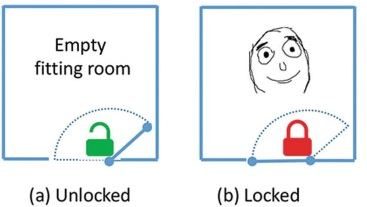 Empty
fitting room
(a) Unlocked
(b) Locked